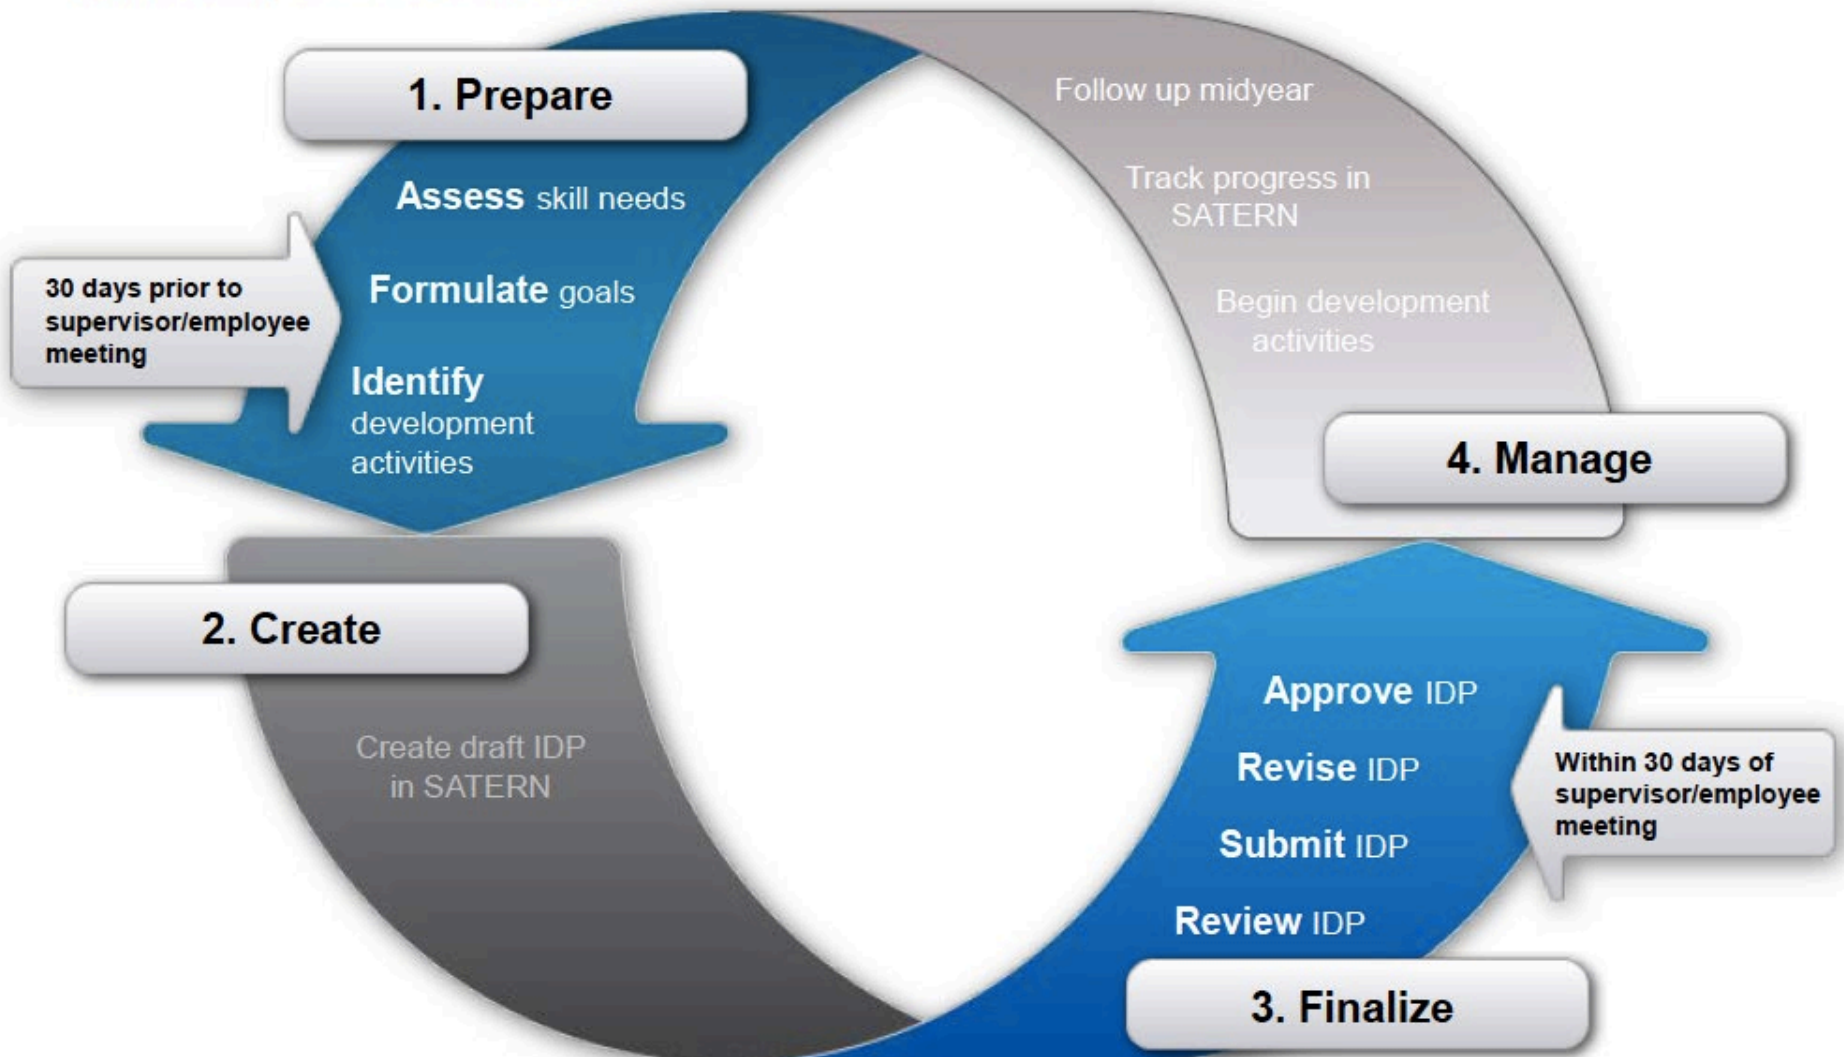 1. Prepare
Assess skill needs
Formulate goals
Identify
development
activities
30 days prior to
supervisor/employee
meeting
2. Create
Create draft IDP
in SATERN
3. Finalize
Approve IDP
Revise IDP
Submit IDP
Review IDP
Within 30 days of
supervisor/employee
meeting
4. Manage
Follow up midyear
Track progress in
SATERN
Begin development
activities